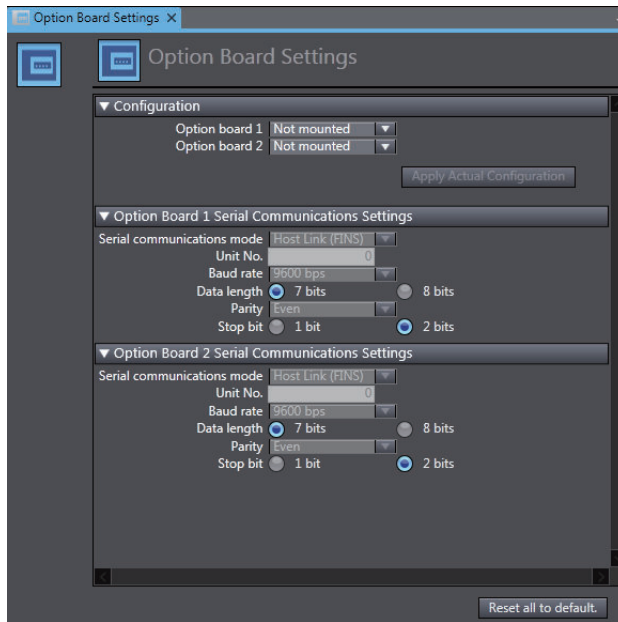 Option Board Settings
Option Board Settings
Configuration
Option board 1 Not mounted
Option board 2 Not mounted
Apply Actual Configuration
Option Board 1 Serial Communications Settings
Serial communications mode Host Link (FINS)
Unit No. 0
Baud rate 9600 bps
Data length 7 bits 8 bits
Parity Even
Stop bit 1 bit 2 bits
Option Board 2 Serial Communications Settings
Serial communications mode Host Link (FINS)
Unit No. 0
Baud rate 9600 bps
Data length 7 bits 8 bits
Parity Even
Stop bit 1 bit 2 bits
Reset all to default.